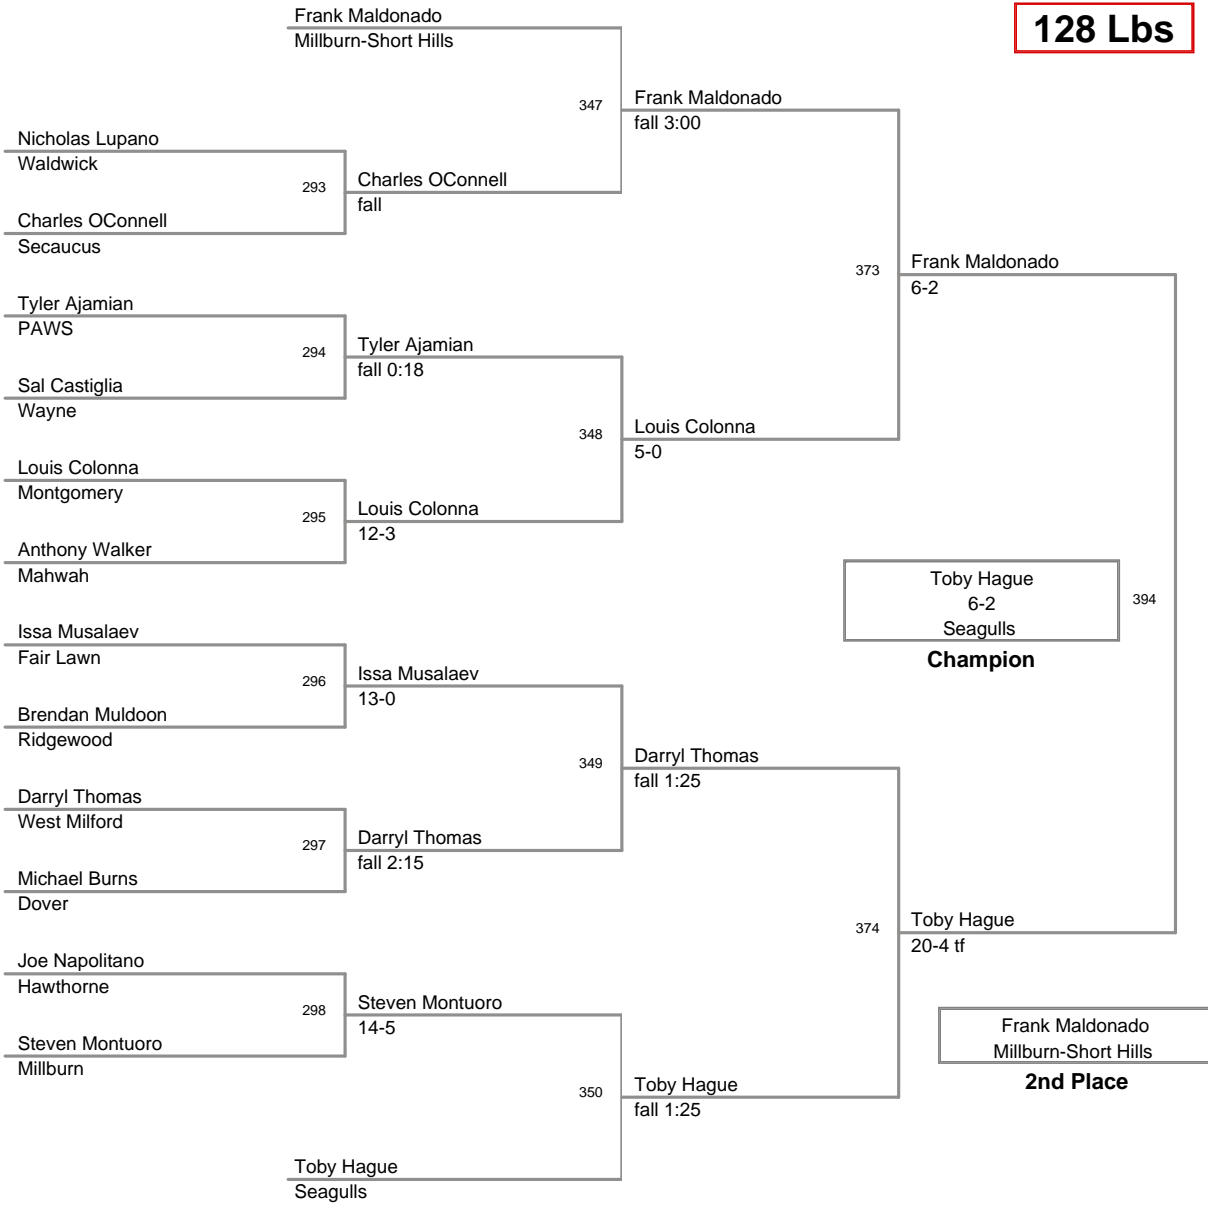 Frank Maldonado
Millburn-Short Hills
128 Lbs
347
Frank Maldonado
fall 3:00
Nicholas Lupano
Waldwick
293
Charles OConnell
fall
Charles OConnell
Secaucus
373
Frank Maldonado
6-2
Tyler Ajamian
PAWS
294
Tyler Ajamian
fall 0:18
Sal Castiglia
Wayne
348
Louis Colonna
5-0
Louis Colonna
Montgomery
295
Louis Colonna
12-3
Anthony Walker
Mahwah
Toby Hague
6-2
Seagulls
394
Champion
Issa Musalaev
Fair Lawn
296
Issa Musalaev
13-0
Brendan Muldoon
Ridgewood
349
Darryl Thomas
fall 1:25
Darryl Thomas
West Milford
297
Darryl Thomas
fall 2:15
Michael Burns
Dover
374
Toby Hague
20-4 tf
Joe Napolitano
Hawthorne
298
Steven Montuoro
14-5
Steven Montuoro
Millburn
Frank Maldonado
Millburn-Short Hills
2nd Place
350
Toby Hague
fall 1:25
Toby Hague
Seagulls